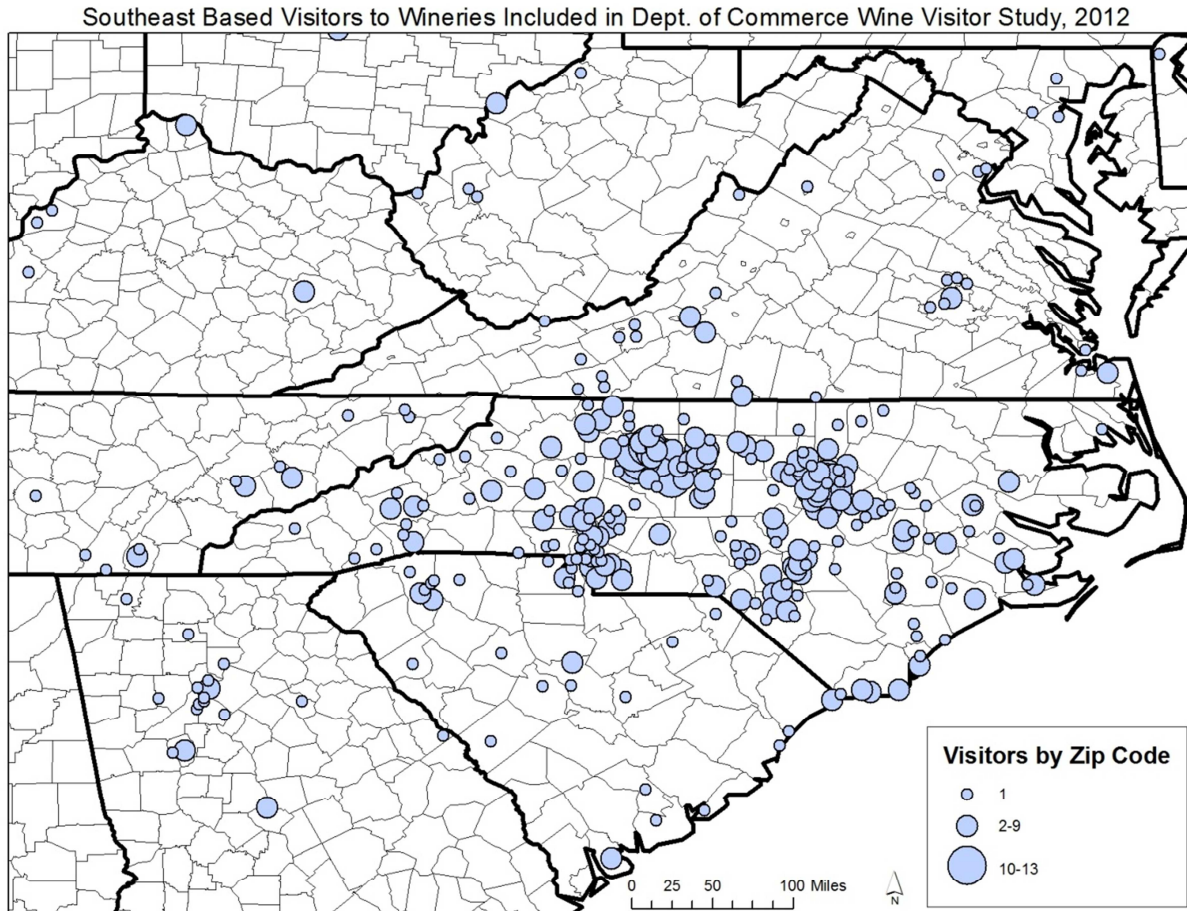 Southeast Based Visitors to Wineries Included in Dept. of Commerce Wine Visitor Study, 2012
Visitors by Zip Code
1
2-9
10-13
0 25 50 100 Miles
N